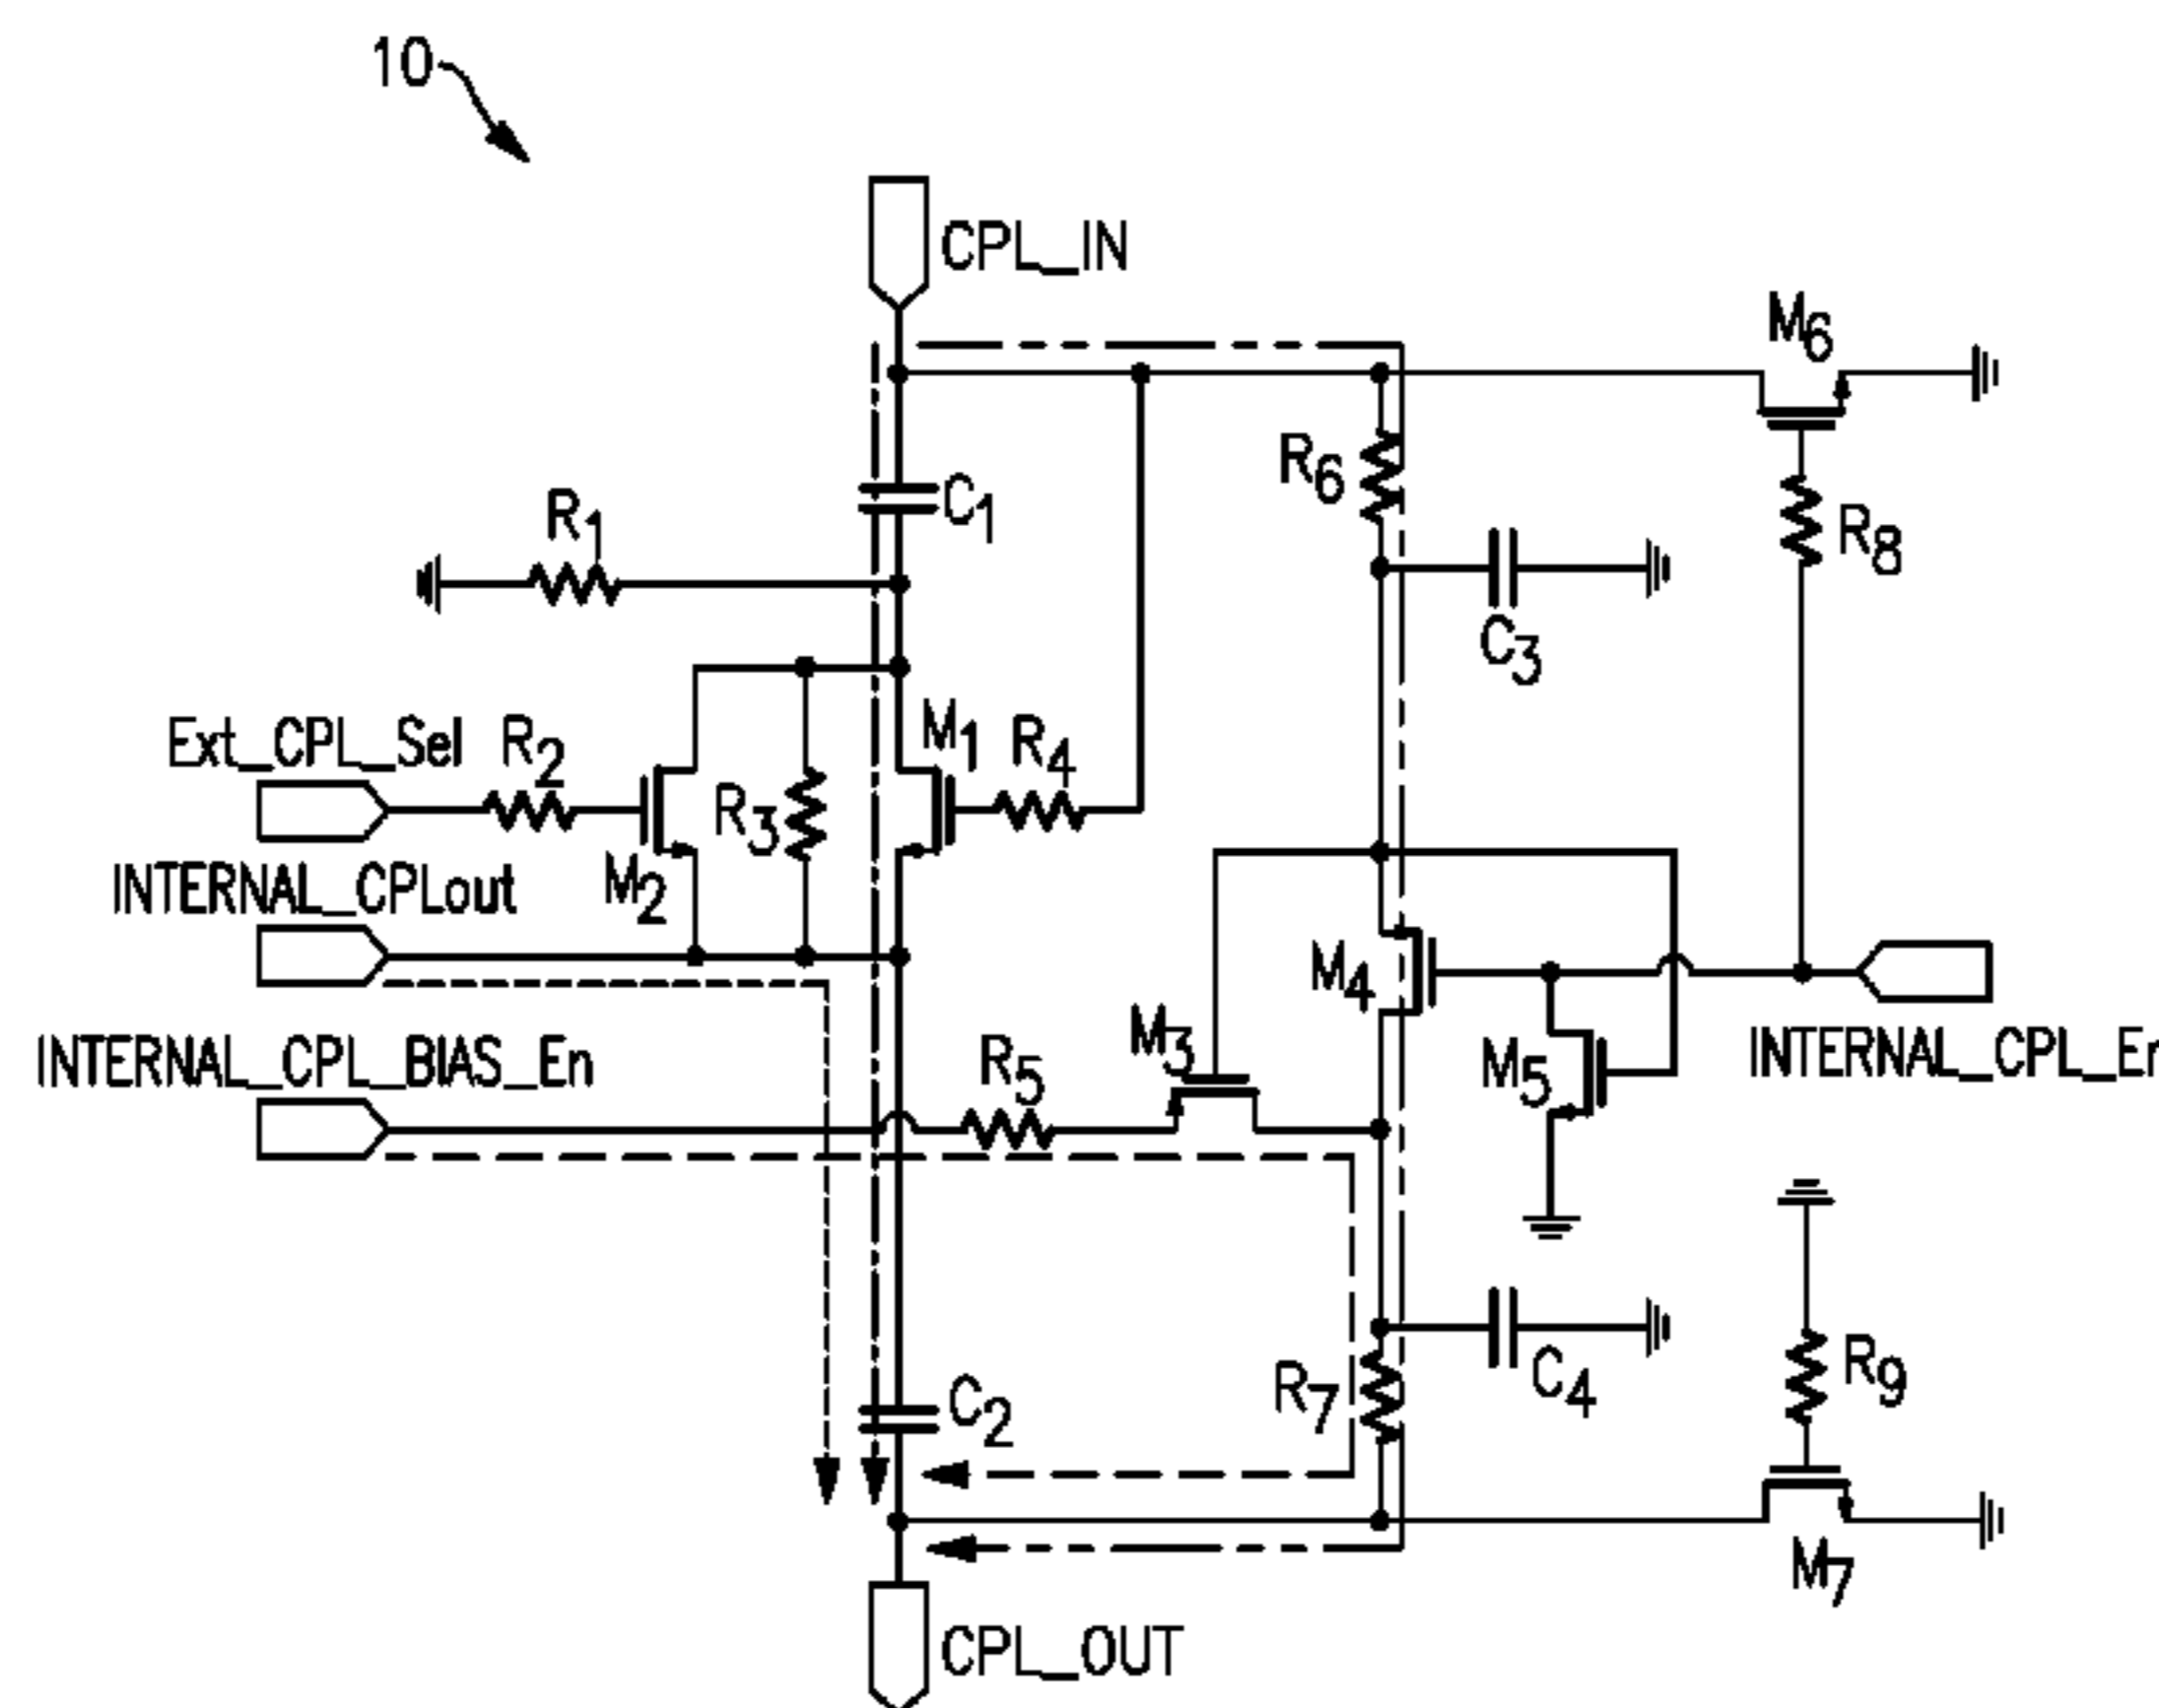 10
CPL_IN
M6
R6
R1
C1
R8
C3
Ext_CPL_Sel
R2
M1
R4
R3
M2
INTERNAL_CPLout
M4
INTERNAL_CPL_BIAS_En
R5
M3
M5
INTERNAL_CPL_En
R9
C2
R7
C4
M7
CPL_OUT